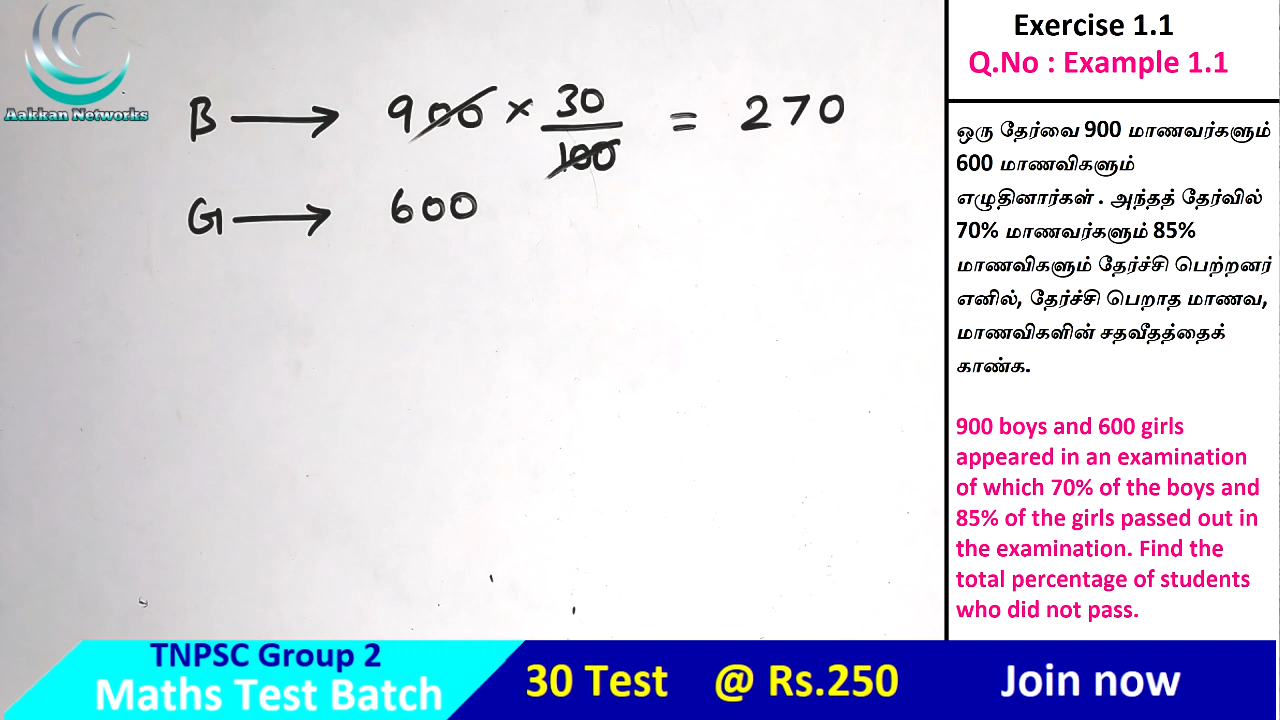 Aakkan Networks
B → 900 × 30/100 = 270
G → 600
Exercise 1.1
Q.No : Example 1.1
ஒரு தேர்வை 900 மாணவர்களும்
600 மாணவிகளும்
எழுதினார்கள் . அந்தத் தேர்வில்
70% மாணவர்களும் 85%
மாணவிகளும் தேர்ச்சி பெற்றனர்
எனில், தேர்ச்சி பெறாத மாணவ,
மாணவிகளின் சதவீதத்தைக்
காண்க.
900 boys and 600 girls
appeared in an examination
of which 70% of the boys and
85% of the girls passed out in
the examination. Find the
total percentage of students
who did not pass.
TNPSC Group 2
Maths Test Batch
30 Test @ Rs.250
Join now